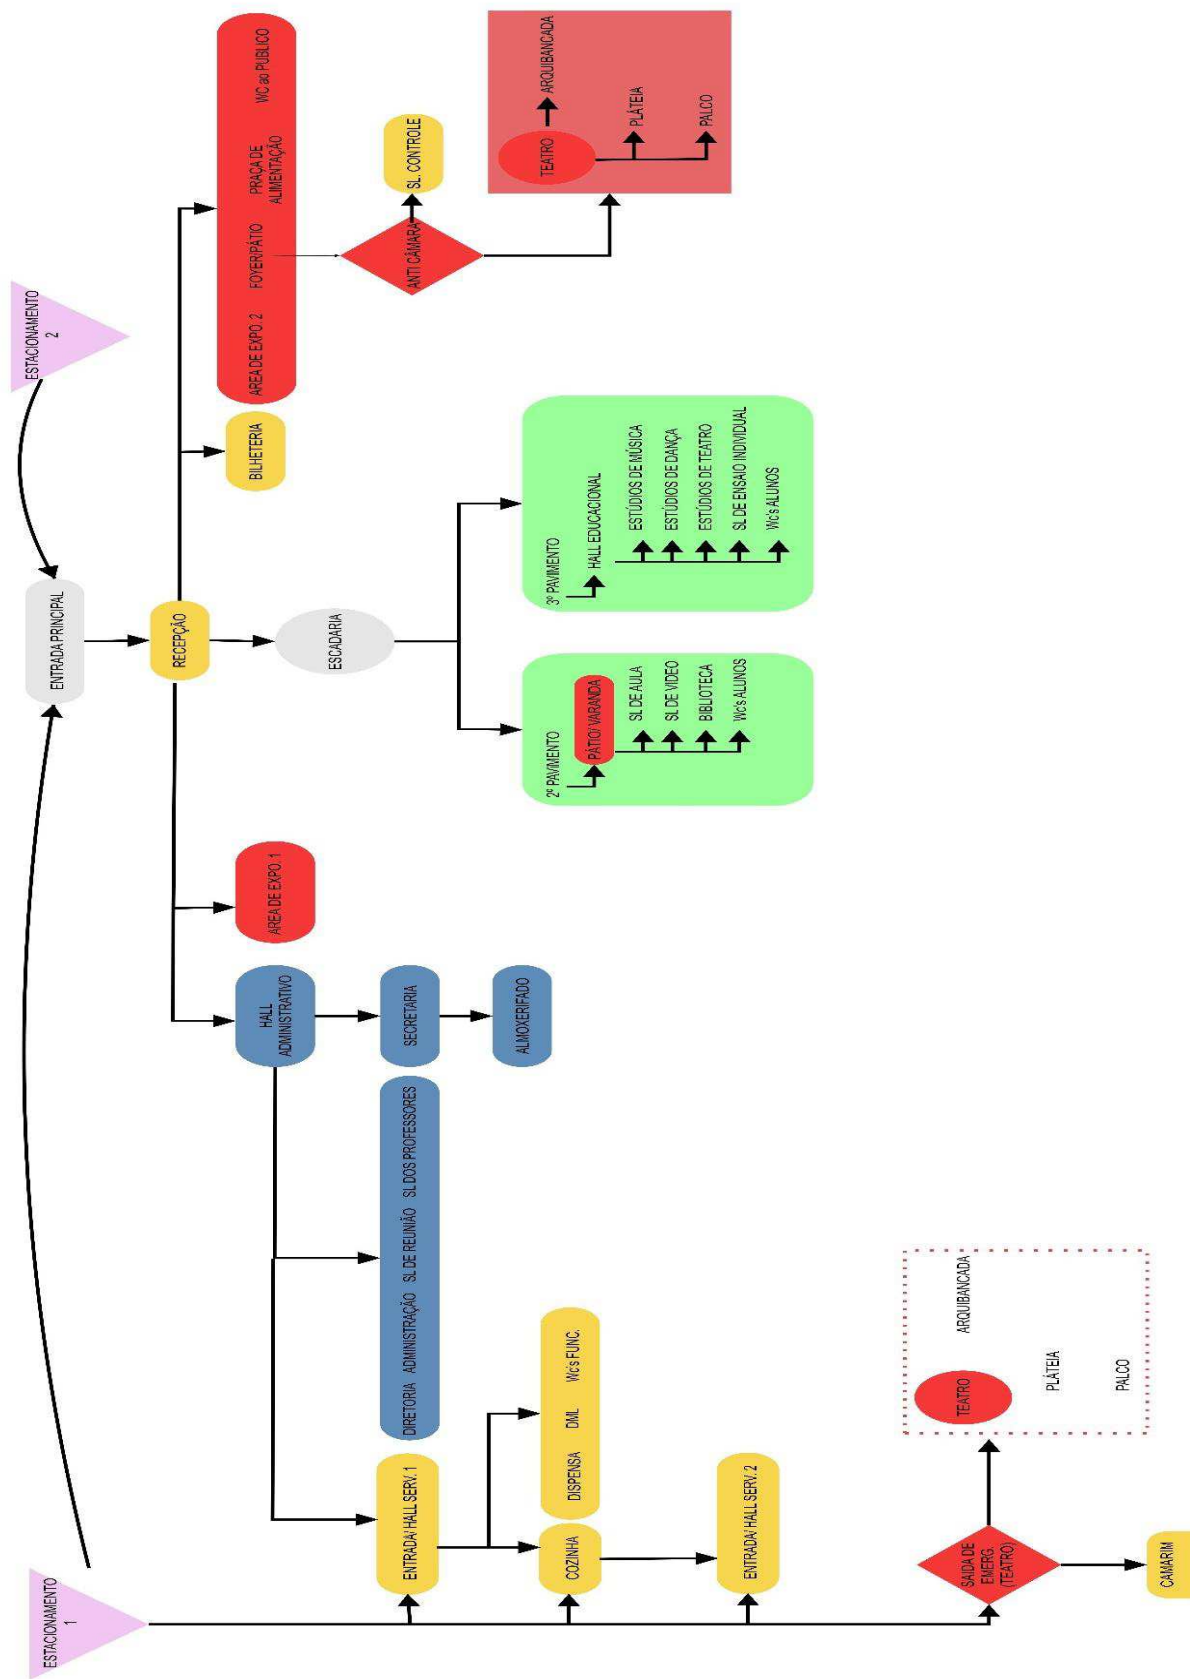 ESTACIONAMENTO
1
ESTACIONAMENTO
2
ENTRADA PRINCIPAL
RECEPÇÃO
HALL
ADMINISTRATIVO
AREA DE EXPO. 1
ESCADARIA
BILHETERIA
AREA DE EXPO. 2
FOYER/PÁTIO
PRAÇA DE
ALIMENTAÇÃO
WC ao PUBLICO
ENTRADA/ HALL SERV. 1
DIRETORIA
ADMINISTRAÇÃO
SL DE REUNIÃO
SL DOS PROFESSORES
SECRETARIA
ANTI CÂMARA
SL. CONTROLE
ALMOXERIFADO
COZINHA
DISPENSA
DML
Wc's FUNC.
2º PAVIMENTO
PÁTIO/ VARANDA
SL DE AULA
SL DE VIDEO
BIBLIOTECA
Wc's ALUNOS
3º PAVIMENTO
HALL EDUCACIONAL
ESTÚDIOS DE MÚSICA
ESTÚDIOS DE DANÇA
ESTÚDIOS DE TEATRO
SL DE ENSAIO INDIVIDUAL
Wc's ALUNOS
TEATRO
ARQUIBANCADA
PLÁTEIA
PALCO
ENTRADA/ HALL SERV. 2
SAIDA DE
EMERG.
(TEATRO)
TEATRO
ARQUIBANCADA
PLÁTEIA
PALCO
CAMARIM